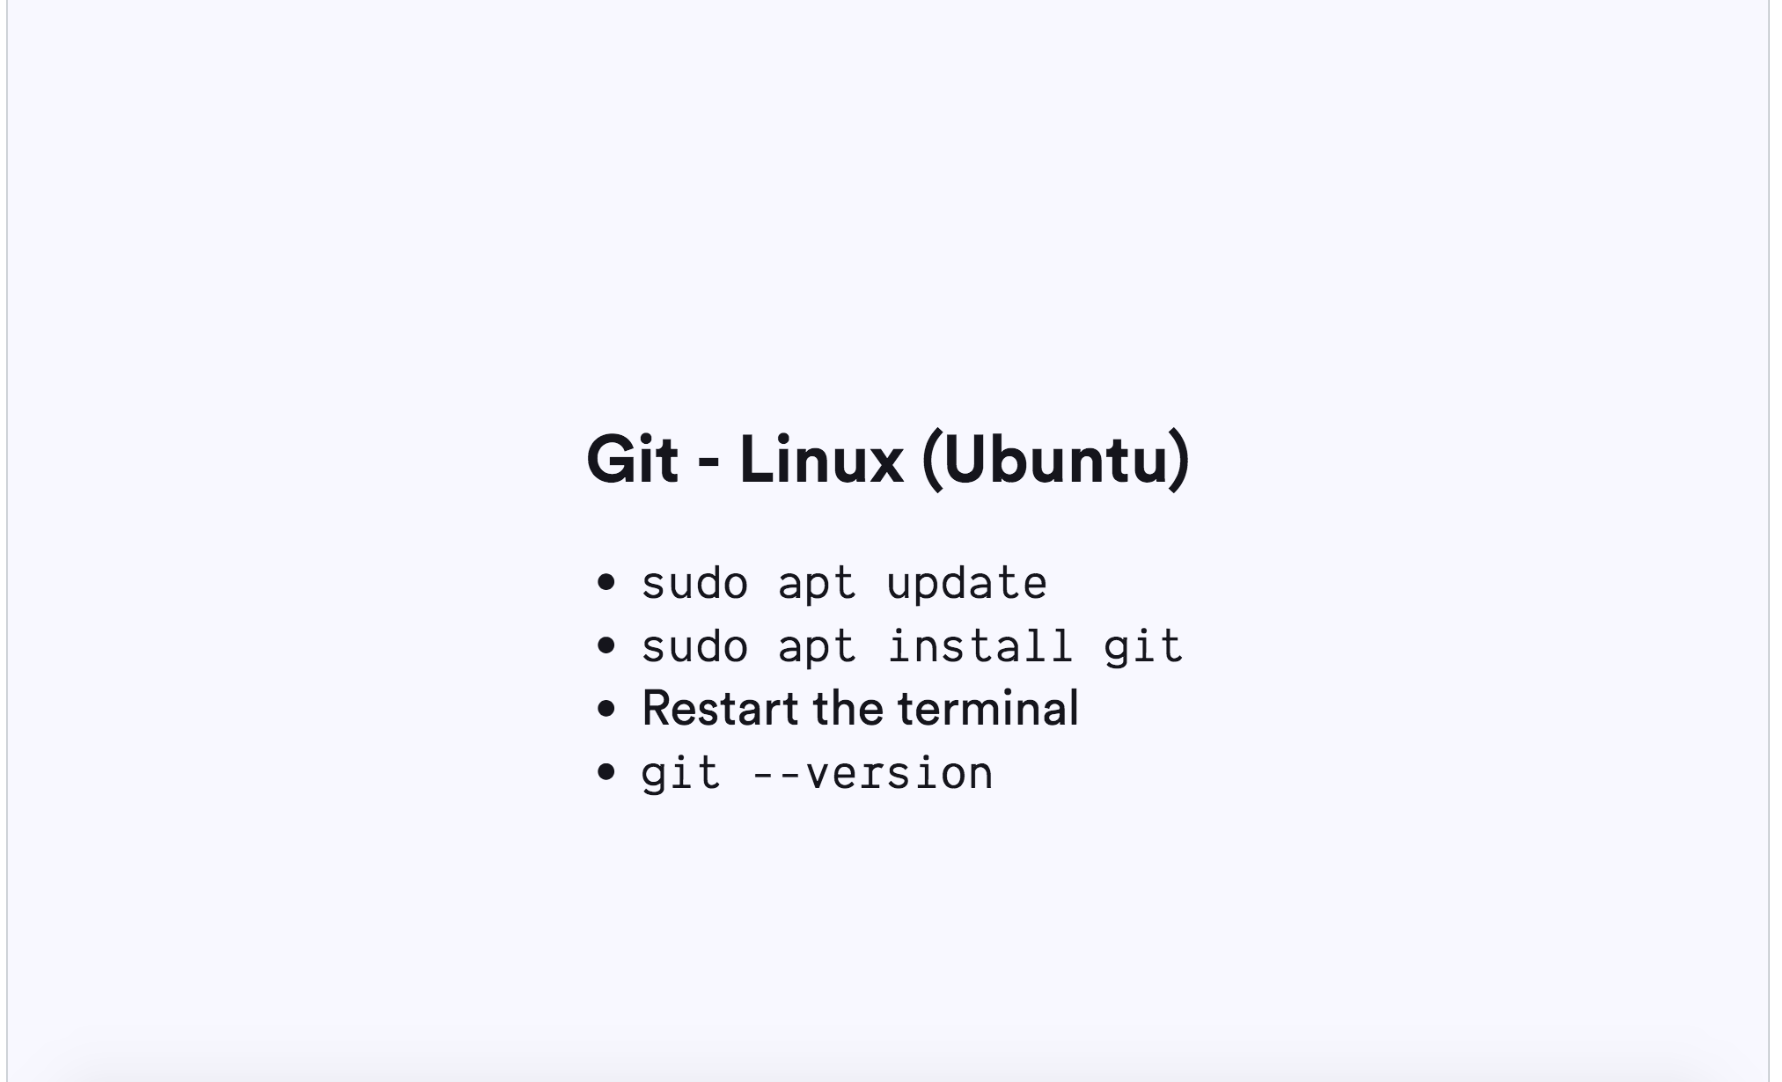 Git - Linux (Ubuntu)
• sudo apt update
• sudo apt install git
• Restart the terminal
• git --version